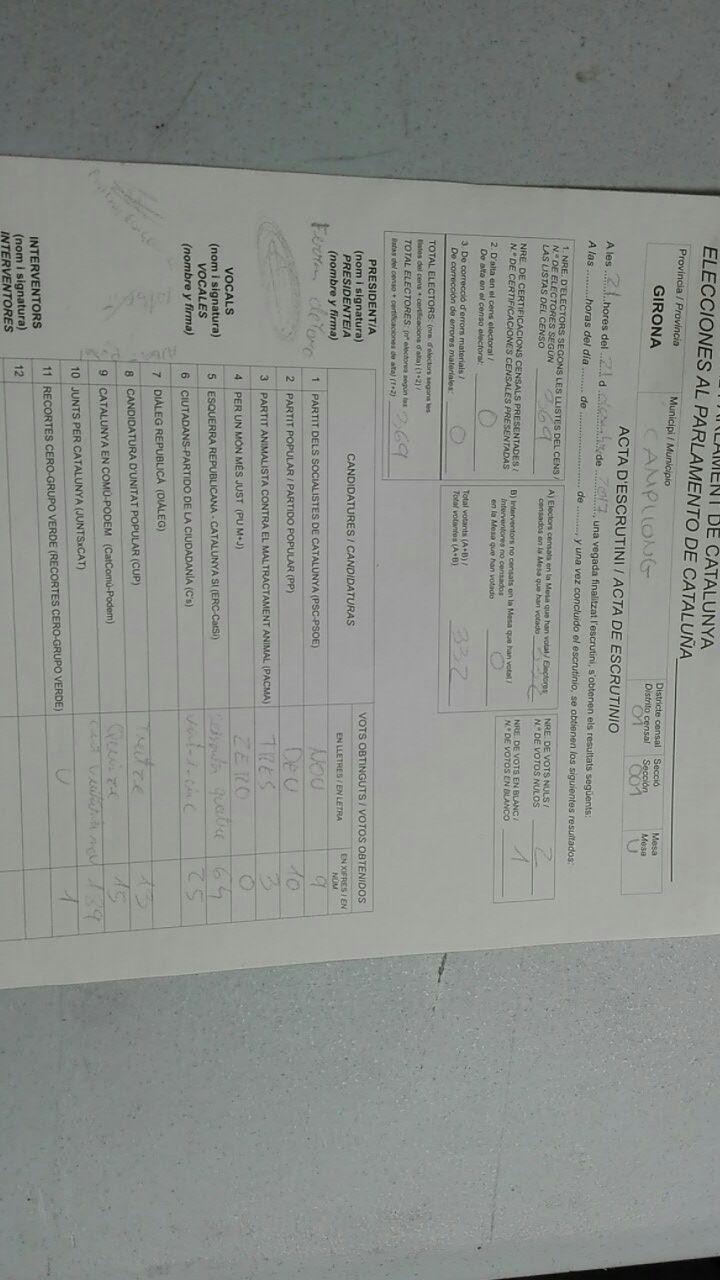 PARLAMENT DE CATALUNYA
ELECCIONES AL PARLAMENTO DE CATALUÑA
Provincia / Provincia
GIRONA
Municipi / Municipio
CAMPLLONG
Districte censal
Distrito censal
01
Secció
Sección
001
Mesa
Mesa
U
ACTA D'ESCRUTINI / ACTA DE ESCRUTINIO
A les 21 hores del 21 d desembre de 2017, una vegada finalitzat l'escrutini, s'obtenen els resultats següents:
A las ..........horas del día .......... de .......................... de .........., y una vez concluido el escrutinio, se obtienen los siguientes resultados:
1. NRE. D'ELECTORS SEGONS LES LLISTES DEL CENS /
N.º DE ELECTORES SEGÚN
LAS LISTAS DEL CENSO 369
NRE. DE CERTIFICACIONS CENSALS PRESENTADES /
N.º DE CERTIFICACIONES CENSALES PRESENTADAS
2. D'alta en el cens electoral /
De alta en el censo electoral: 0
3. De correcció d'errors materials /
De corrección de errores materiales: 0
TOTAL ELECTORS: (nre. d'electors segons les
llistes del cens + certificacions d'alta) (1+2) /
TOTAL ELECTORES: (nº electores según las
listas del censo + certificaciones de alta) (1+2) 369
A) Electors censats en la Mesa que han votat / Electores
censados en la Mesa que han votado 332
B) Interventors no censats en la Mesa que han votat /
Interventores no censados
en la Mesa que han votado 0
Total votants (A+B) /
Total votantes (A+B) 332
NRE. DE VOTS NULS /
N.º DE VOTOS NULOS 2
NRE. DE VOTS EN BLANC /
N.º DE VOTOS EN BLANCO 1
PRESIDENT/A
(nom i signatura)
PRESIDENTE/A
(nombre y firma)
VOCALS
(nom i signatura)
VOCALES
(nombre y firma)
INTERVENTORS
(nom i signatura)
INTERVENTORES
CANDIDATURES / CANDIDATURAS
VOTS OBTINGUTS / VOTOS OBTENIDOS
EN LLETRES / EN LETRA
EN XIFRES / EN NÚM
1 PARTIT DELS SOCIALISTES DE CATALUNYA (PSC-PSOE) NOU 9
2 PARTIT POPULAR / PARTIDO POPULAR (PP) DEU 10
3 PARTIT ANIMALISTA CONTRA EL MALTRACTAMENT ANIMAL (PACMA) TRES 3
4 PER UN MÓN MÉS JUST (PU M+J) ZERO 0
5 ESQUERRA REPUBLICANA - CATALUNYA SÍ (ERC-CatSí) seixanta quatre 64
6 CIUTADANS-PARTIDO DE LA CIUDADANÍA (C's) vint-i-cinc 25
7 DIÀLEG REPUBLICÀ (DIÀLEG)
8 CANDIDATURA D'UNITAT POPULAR (CUP) Tretze 13
9 CATALUNYA EN COMÚ-PODEM (CatComú-Podem) Quinze 15
10 JUNTS PER CATALUNYA (JUNTSxCAT) cent vuitanta nou 189
11 RECORTES CERO-GRUPO VERDE (RECORTES CERO-GRUPO VERDE) U 1
12